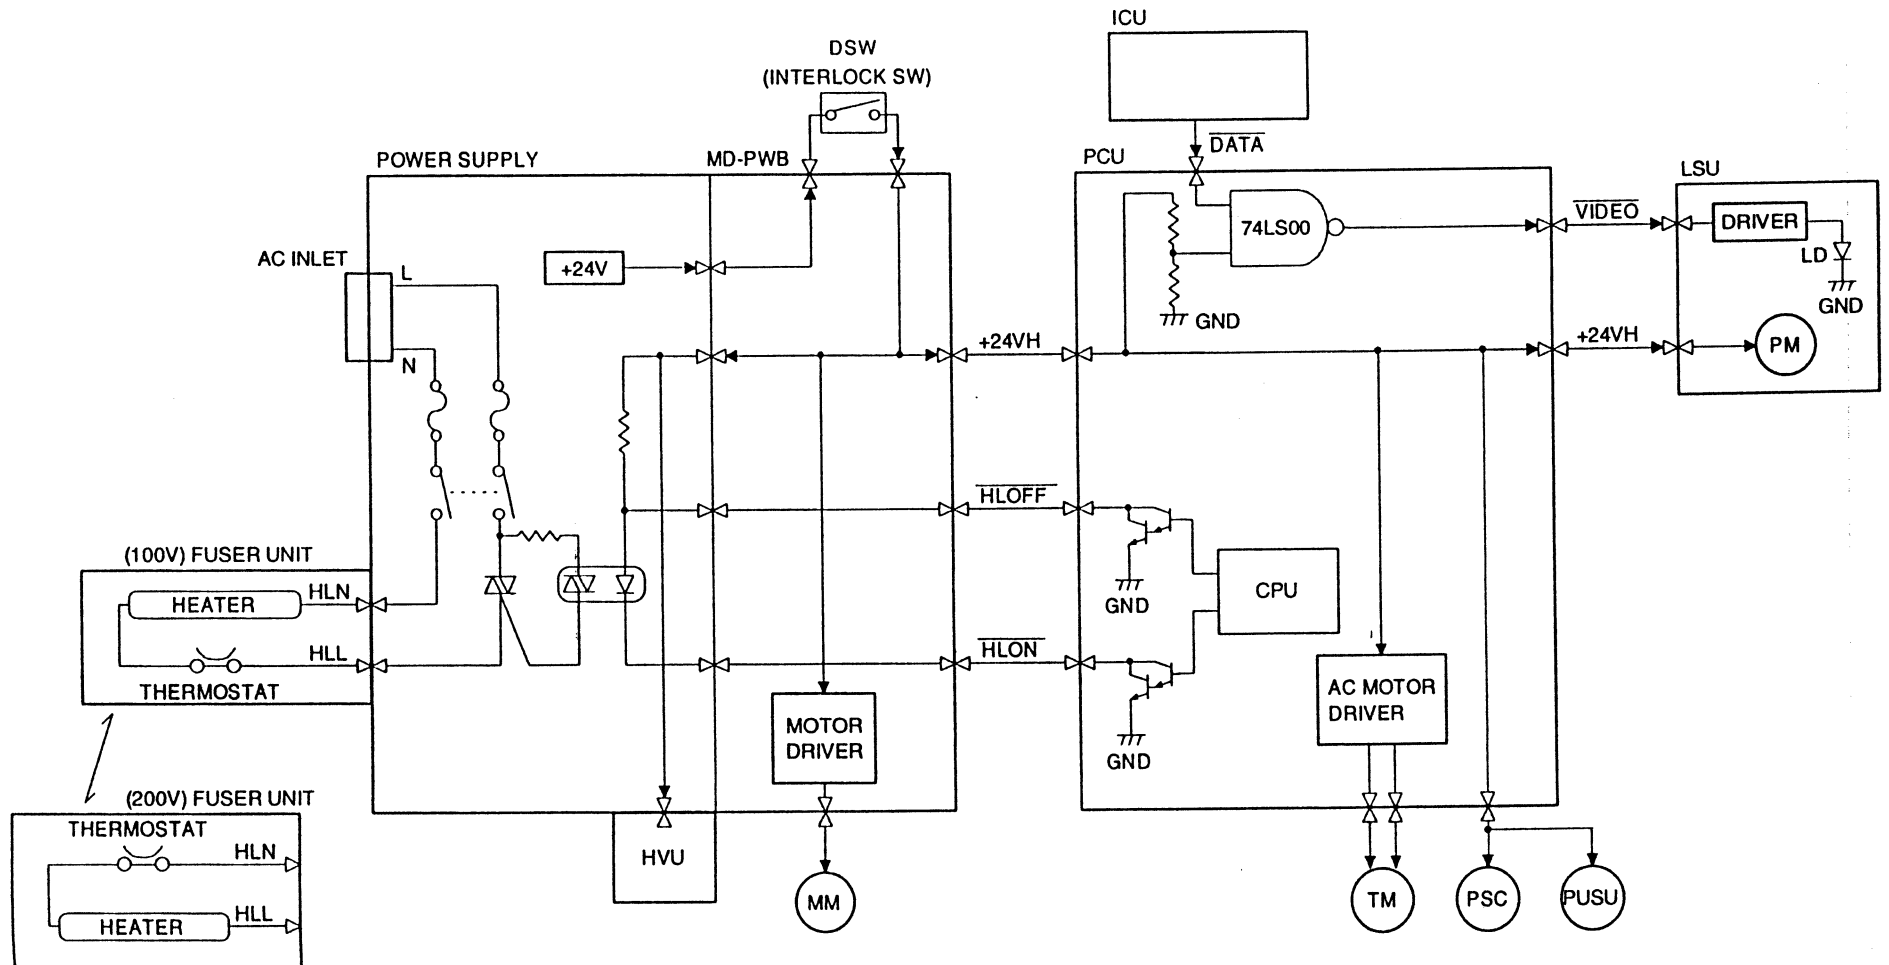 ICU
DSW
(INTERLOCK SW)
DATA
POWER SUPPLY
MD-PWB
PCU
LSU
VIDEO
DRIVER
74LS00
LD
AC INLET
L
+24V
GND
GND
N
+24VH
+24VH
PM
HLOFF
(100V) FUSER UNIT
HLN
HEATER
GND
CPU
HLL
THERMOSTAT
HLON
AC MOTOR
DRIVER
MOTOR
DRIVER
GND
(200V) FUSER UNIT
THERMOSTAT
HLN
HVU
HLL
HEATER
MM
TM
PSC
PUSU